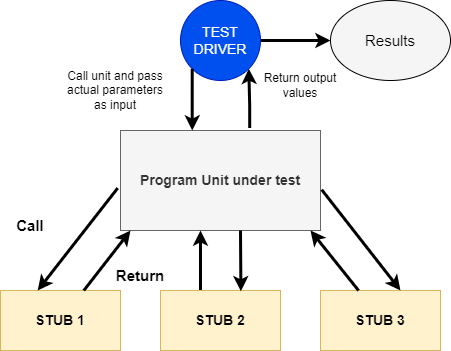 TEST
DRIVER
Results
Call unit and pass
actual parameters
as input
Return output
values
Program Unit under test
Call
Return
STUB 1
STUB 2
STUB 3